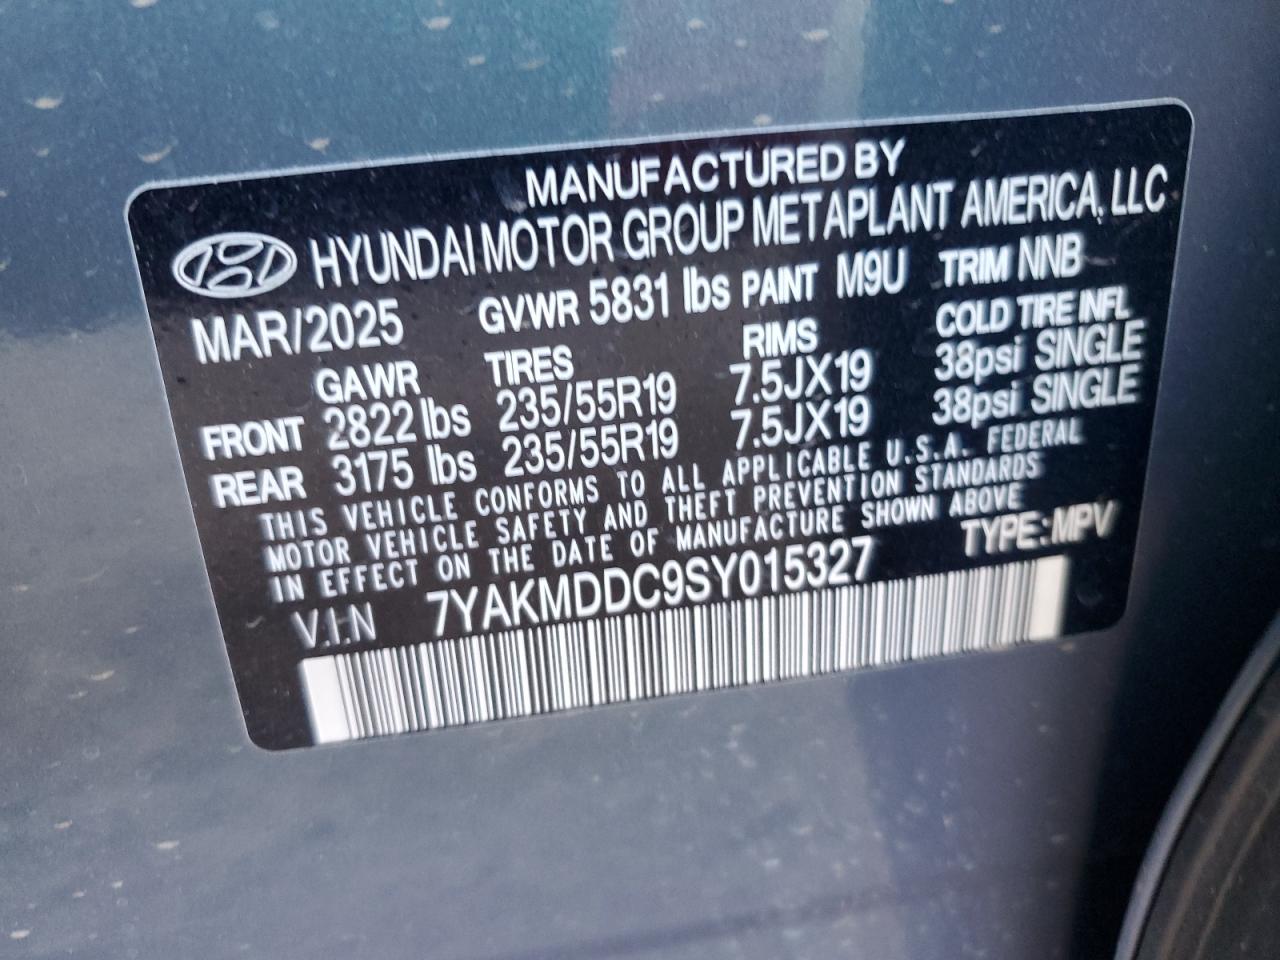 MANUFACTURED BY
HYUNDAI MOTOR GROUP METAPLANT AMERICA, LLC
MAR/2025 GVWR 5831 lbs PAINT M9U TRIM NNB
GAWR TIRES RIMS COLD TIRE INFL
FRONT 2822 lbs 235/55R19 7.5JX19 38psi SINGLE
REAR 3175 lbs 235/55R19 7.5JX19 38psi SINGLE
THIS VEHICLE CONFORMS TO ALL APPLICABLE U.S.A. FEDERAL
MOTOR VEHICLE SAFETY AND THEFT PREVENTION STANDARDS
IN EFFECT ON THE DATE OF MANUFACTURE SHOWN ABOVE
V.I.N 7YAKMDDC9SY015327 TYPE:MPV